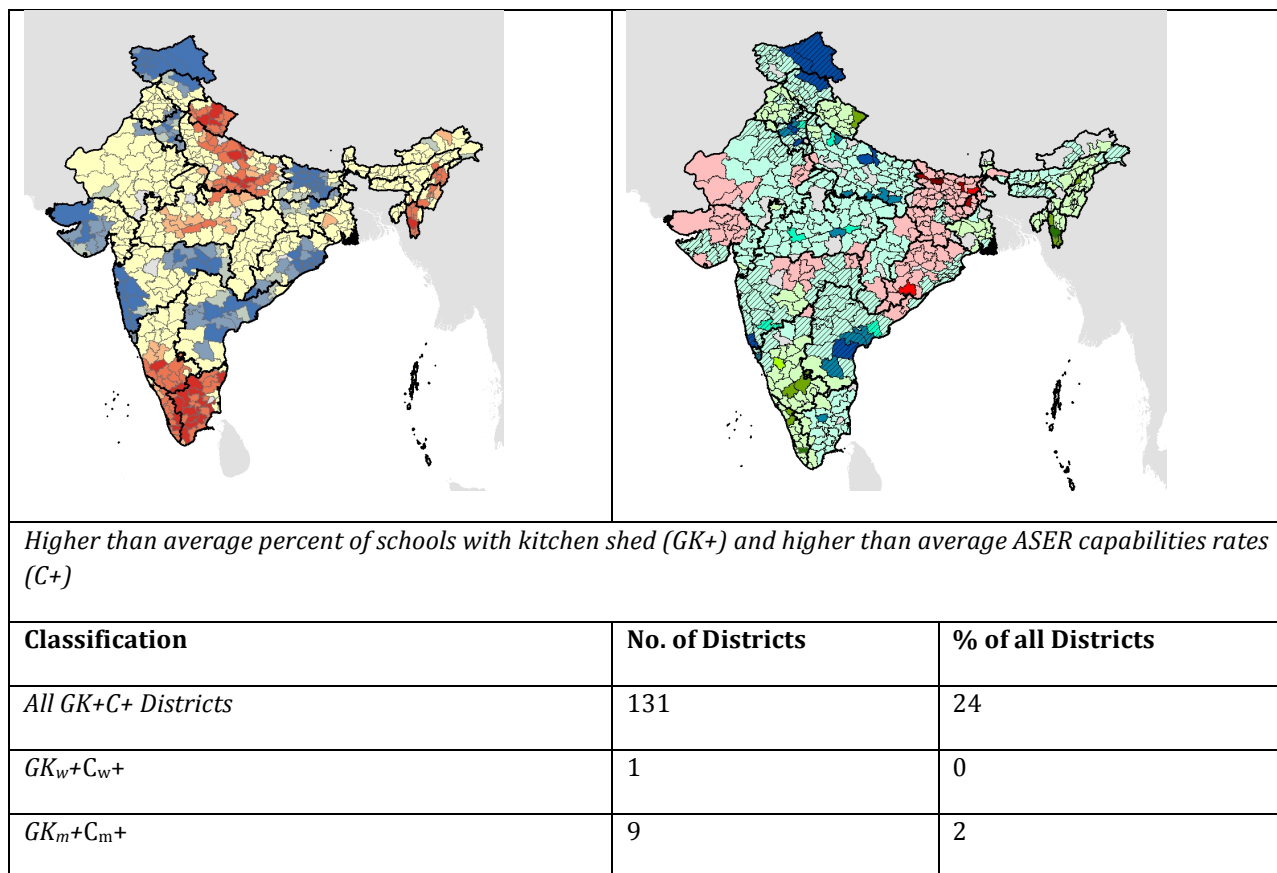 Higher than average percent of schools with kitchen shed (GK+) and higher than average ASER capabilities rates
(C+)
Classification No. of Districts % of all Districts
All GK+C+ Districts 131 24
GKw+Cw+ 1 0
GKm+Cm+ 9 2